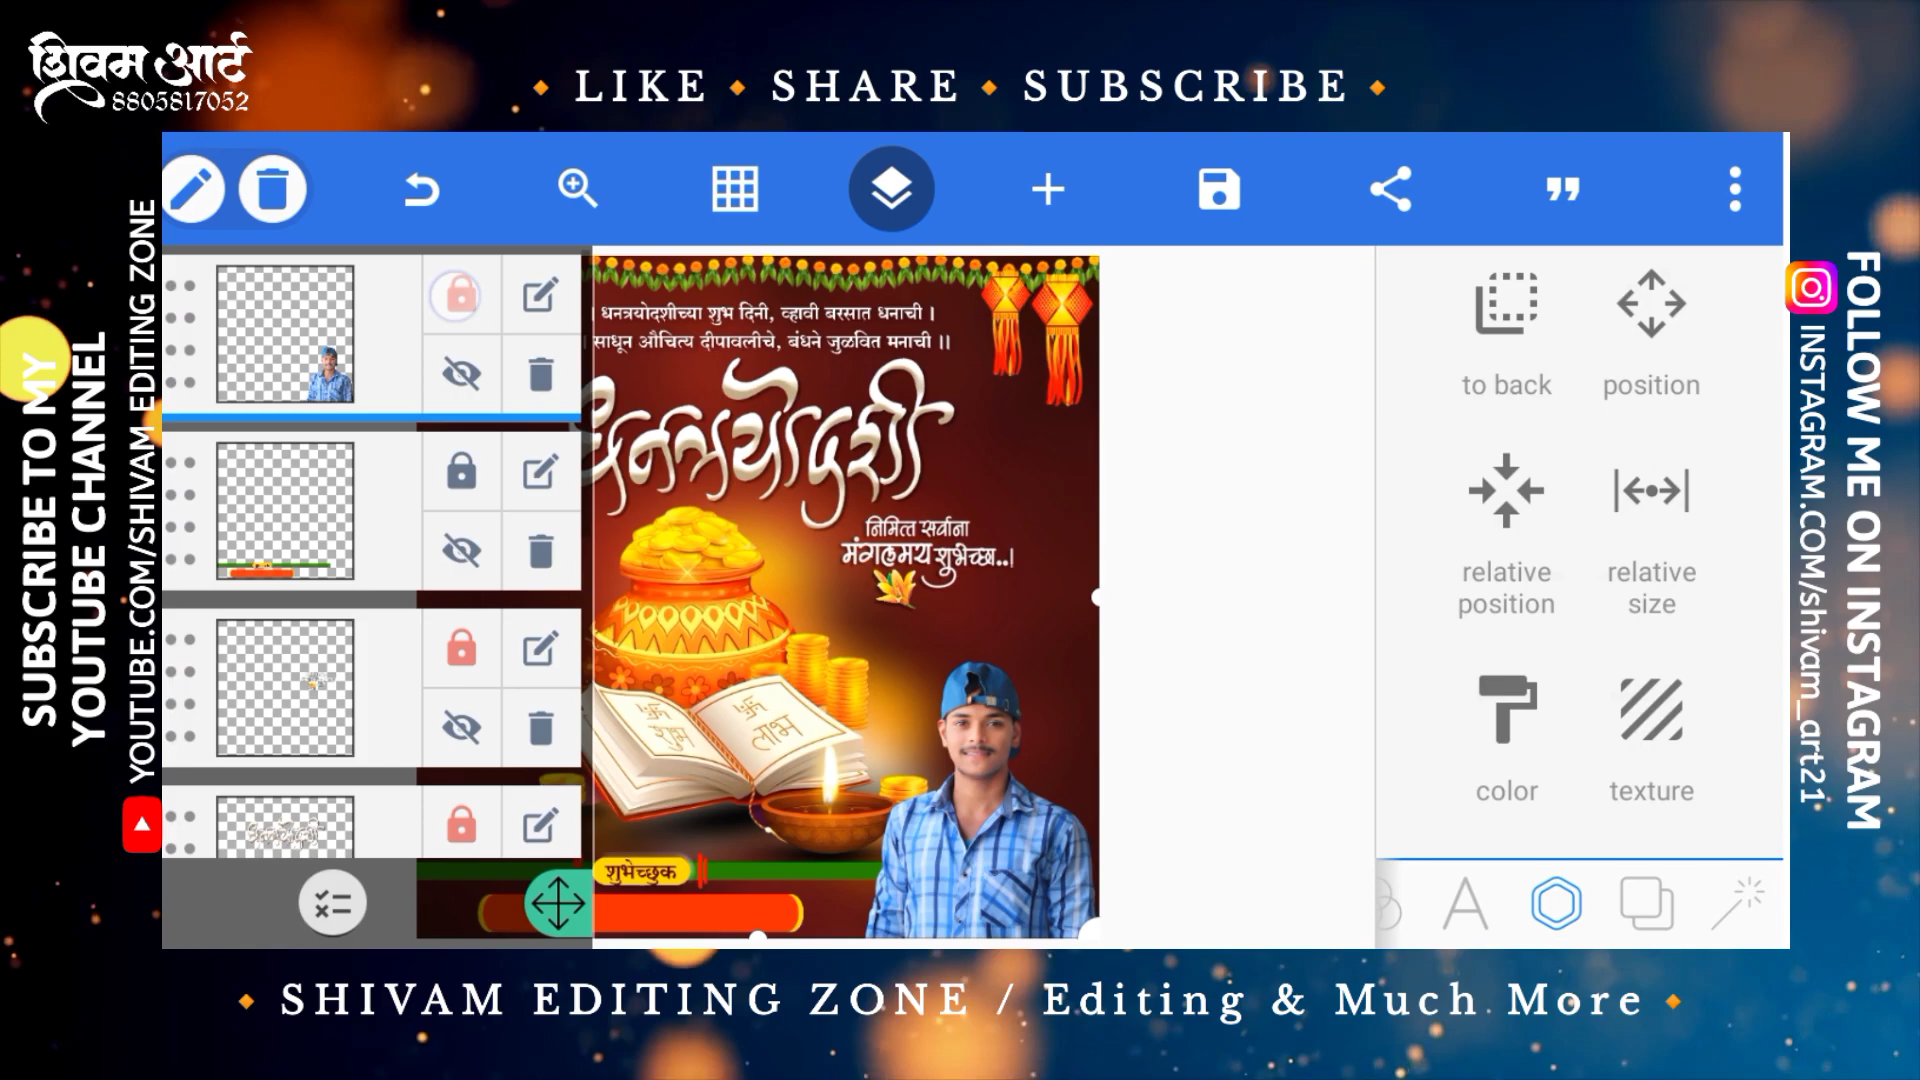 शिवम आर्ट
8805817052
LIKE SHARE SUBSCRIBE
SUBSCRIBE TO MY
YOUTUBE CHANNEL
YOUTUBE.COM/SHIVAM EDITING ZONE
धनत्रयोदशीच्या शुभ दिनी, व्हावी बरसात धनाची ।
साधून औचित्य दीपावलीचे, बंधने जुळवित मनाची ।।
धनत्रयोदशी
निमित्त सर्वांना
मंगलमय शुभेच्छा..!
शुभ
लाभ
शुभेच्छुक
to back
position
relative
position
relative
size
color
texture
FOLLOW ME ON INSTAGRAM
INSTAGRAM.COM/shivam_art21
SHIVAM EDITING ZONE / Editing & Much More